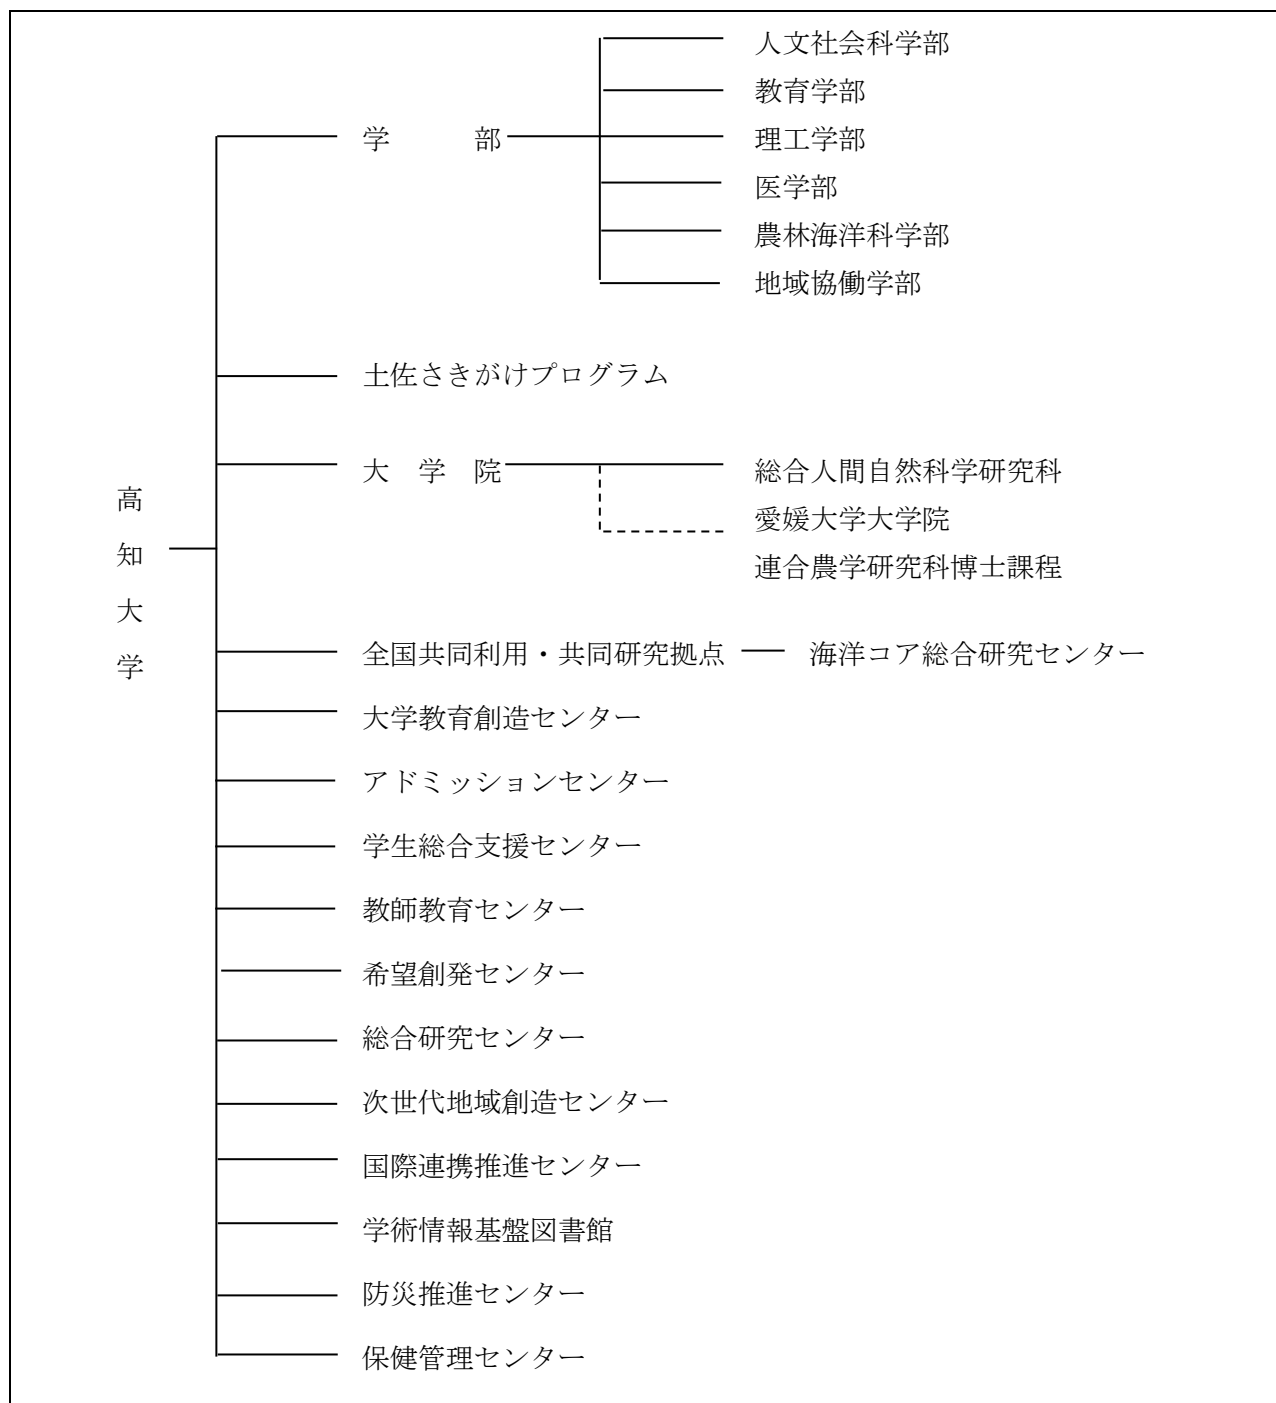 高知大学
学部
人文社会科学部
教育学部
理工学部
医学部
農林海洋科学部
地域協働学部
土佐さきがけプログラム
大学院
総合人間自然科学研究科
愛媛大学大学院
連合農学研究科博士課程
全国共同利用・共同研究拠点
海洋コア総合研究センター
大学教育創造センター
アドミッションセンター
学生総合支援センター
教師教育センター
希望創発センター
総合研究センター
次世代地域創造センター
国際連携推進センター
学術情報基盤図書館
防災推進センター
保健管理センター